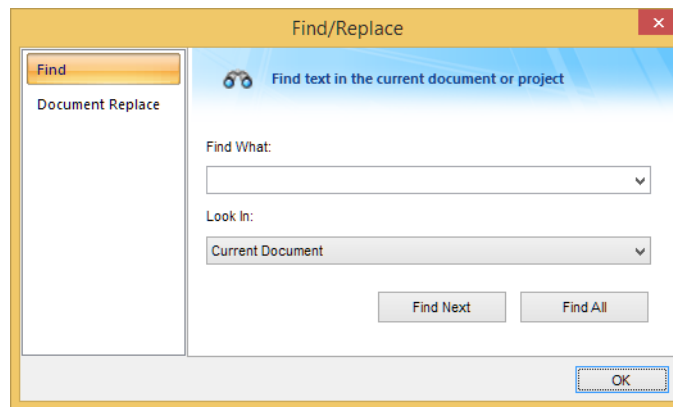 Find/Replace
Find
Document Replace
Find text in the current document or project
Find What:
Look In:
Current Document
Find Next
Find All
OK